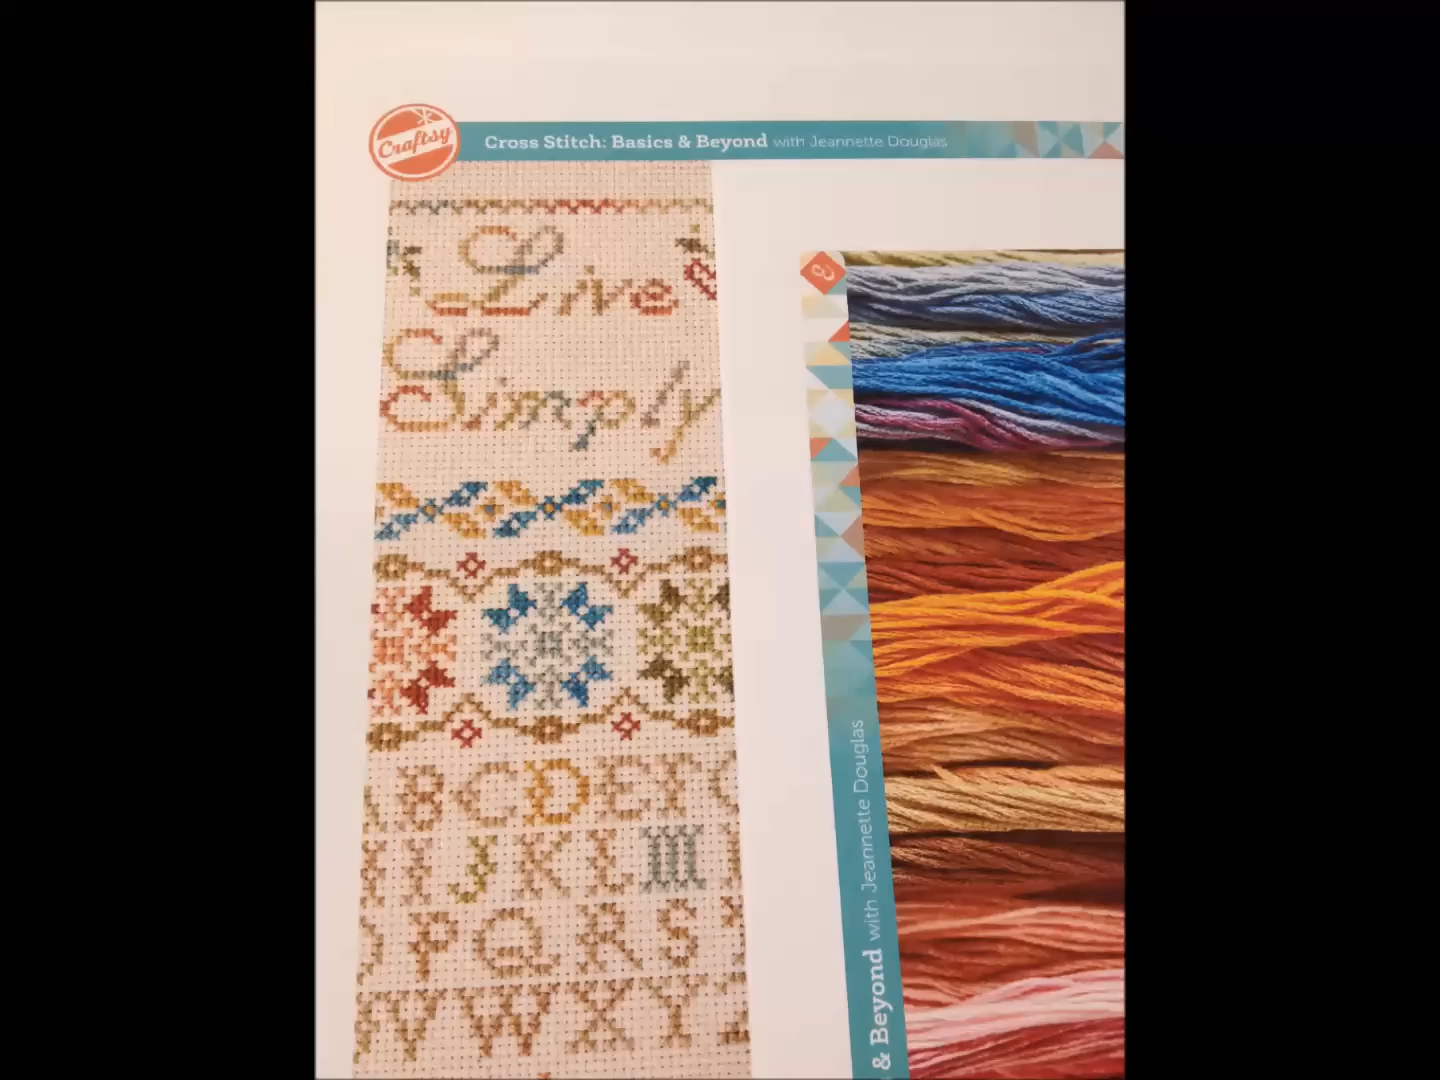 Craftsy
Cross Stitch: Basics & Beyond with Jeannette Douglas
Live
Simply
B C D E F G
H I J K L M
P Q R S
V W X Y
& Beyond with Jeannette Douglas